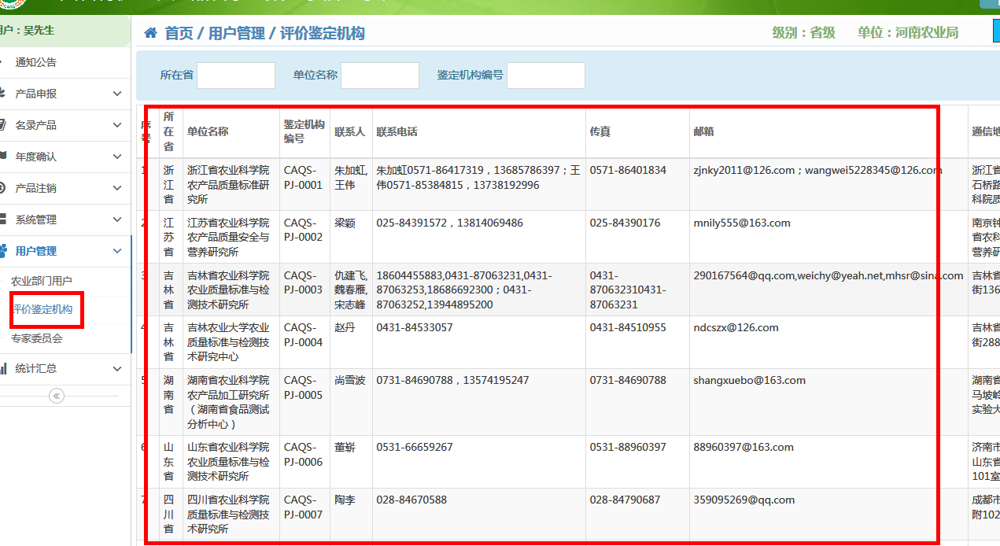 用户：吴先生
首页 / 用户管理 / 评价鉴定机构
级别：省级 单位：河南农业局
通知公告
产品申报
名录产品
年度确认
产品注销
系统管理
用户管理
农业部门用户
评价鉴定机构
专家委员会
统计汇总
所在省 单位名称 鉴定机构编号
序号 所在省 单位名称 鉴定机构编号 联系人 联系电话 传真 邮箱 通信地
1 浙江省 浙江省农业科学院农产品质量标准研究所 CAQS-PJ-0001 朱加虹,王伟 朱加虹0571-86417319，13685786397；王伟0571-85384815，13738192996 0571-86401834 zjnky2011@126.com；wangwei5228345@126.com 浙江省石桥路科院质
2 江苏省 江苏省农业科学院农产品质量安全与营养研究所 CAQS-PJ-0002 梁颖 025-84391572，13814069486 025-84390176 mnily555@163.com 南京钟省农科营养研
3 吉林省 吉林省农业科学院农业质量标准与检测技术研究所 CAQS-PJ-0003 仇建飞,魏春雁,宋志峰 18604455883,0431-87063231,0431-87063253,18686692300；0431-87063252,13944895200 0431-870632310431-87063231 290167564@qq.com,weichy@yeah.net,mhsr@sina.com 吉林省街136
4 吉林省 吉林农业大学农业质量标准与检测技术研究中心 CAQS-PJ-0004 赵丹 0431-84533057 0431-84510955 ndcszx@126.com 吉林省街288
5 湖南省 湖南省农业科学院农产品加工研究所（湖南省食品测试分析中心） CAQS-PJ-0005 尚雪波 0731-84690788，13574195247 0731-84690788 shangxuebo@163.com 湖南省马坡岭实验大
6 山东省 山东省农业科学院农业质量标准与检测技术研究所 CAQS-PJ-0006 董崭 0531-66659267 0531-88960397 88960397@163.com 济南市山东省101室
7 四川省 四川省农业科学院质量标准与检测技术研究所 CAQS-PJ-0007 陶李 028-84670588 028-84790687 359095269@qq.com 成都市附102